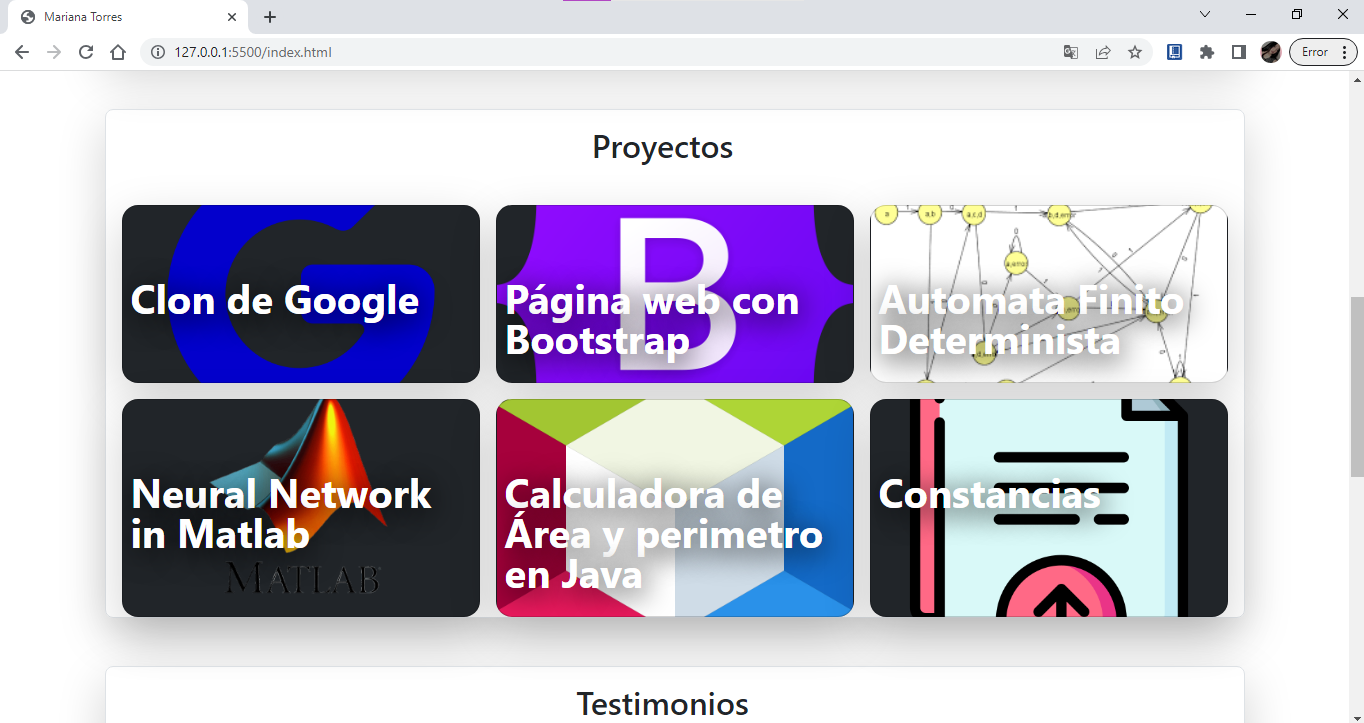 Mariana Torres
127.0.0.1:5500/index.html
Error
Proyectos
Clon de Google
Página web con
Bootstrap
Automata Finito
Determinista
Neural Network
in Matlab
MATLAB
Calculadora de
Área y perimetro
en Java
Constancias
Testimonios